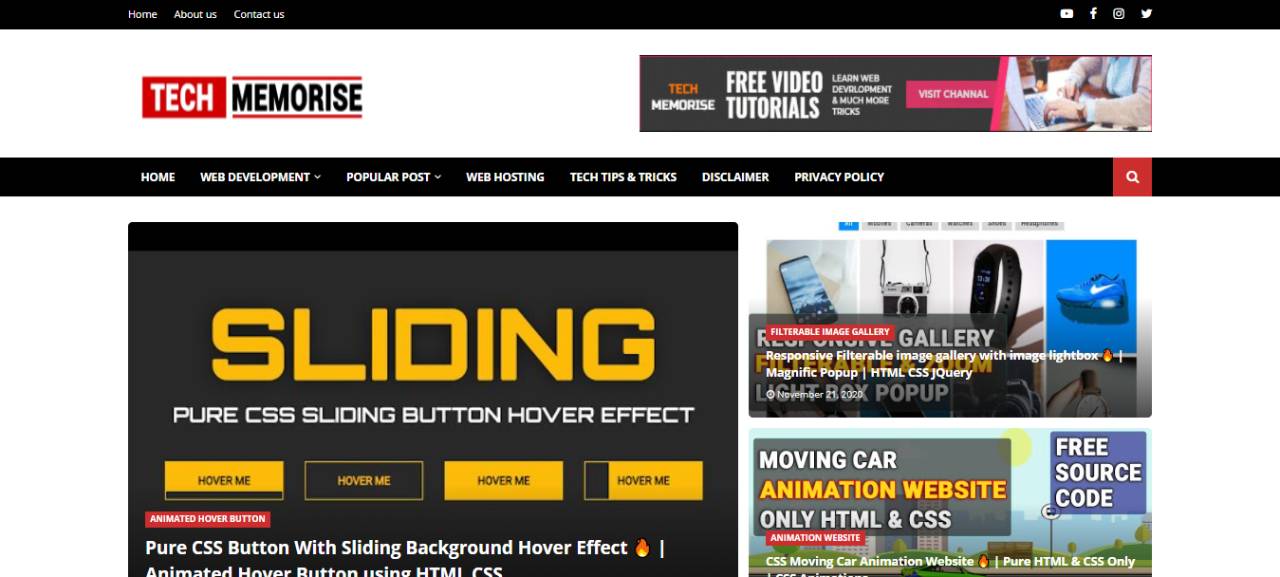 Home About us Contact us
TECH MEMORISE
TECH
MEMORISE
FREE VIDEO
TUTORIALS
LEARN WEB
DEVRLOPMENT
& MUCH MORE
TRICKS
VISIT CHANNAL
HOME WEB DEVELOPMENT POPULAR POST WEB HOSTING TECH TIPS & TRICKS DISCLAIMER PRIVACY POLICY
SLIDING
PURE CSS SLIDING BUTTON HOVER EFFECT
HOVER ME HOVER ME HOVER ME HOVER ME
ANIMATED HOVER BUTTON
Pure CSS Button With Sliding Background Hover Effect 🔥 |
Animated Hover Button using HTML CSS
All Movies Cameras Watches Shoes Headphones
RESPONSIVE GALLERY
FILTERABLE IMAGE GALLERY
Responsive Filterable image gallery with image lightbox 🔥 |
FILTERABLE & ZOOM
Magnific Popup | HTML CSS JQuery
LIGHT BOX POPUP
November 21, 2020
MOVING CAR
ANIMATION WEBSITE
ONLY HTML & CSS
FREE
SOURCE
CODE
ANIMATION WEBSITE
CSS Moving Car Animation Website 🔥 | Pure HTML & CSS Only
| CSS Animations